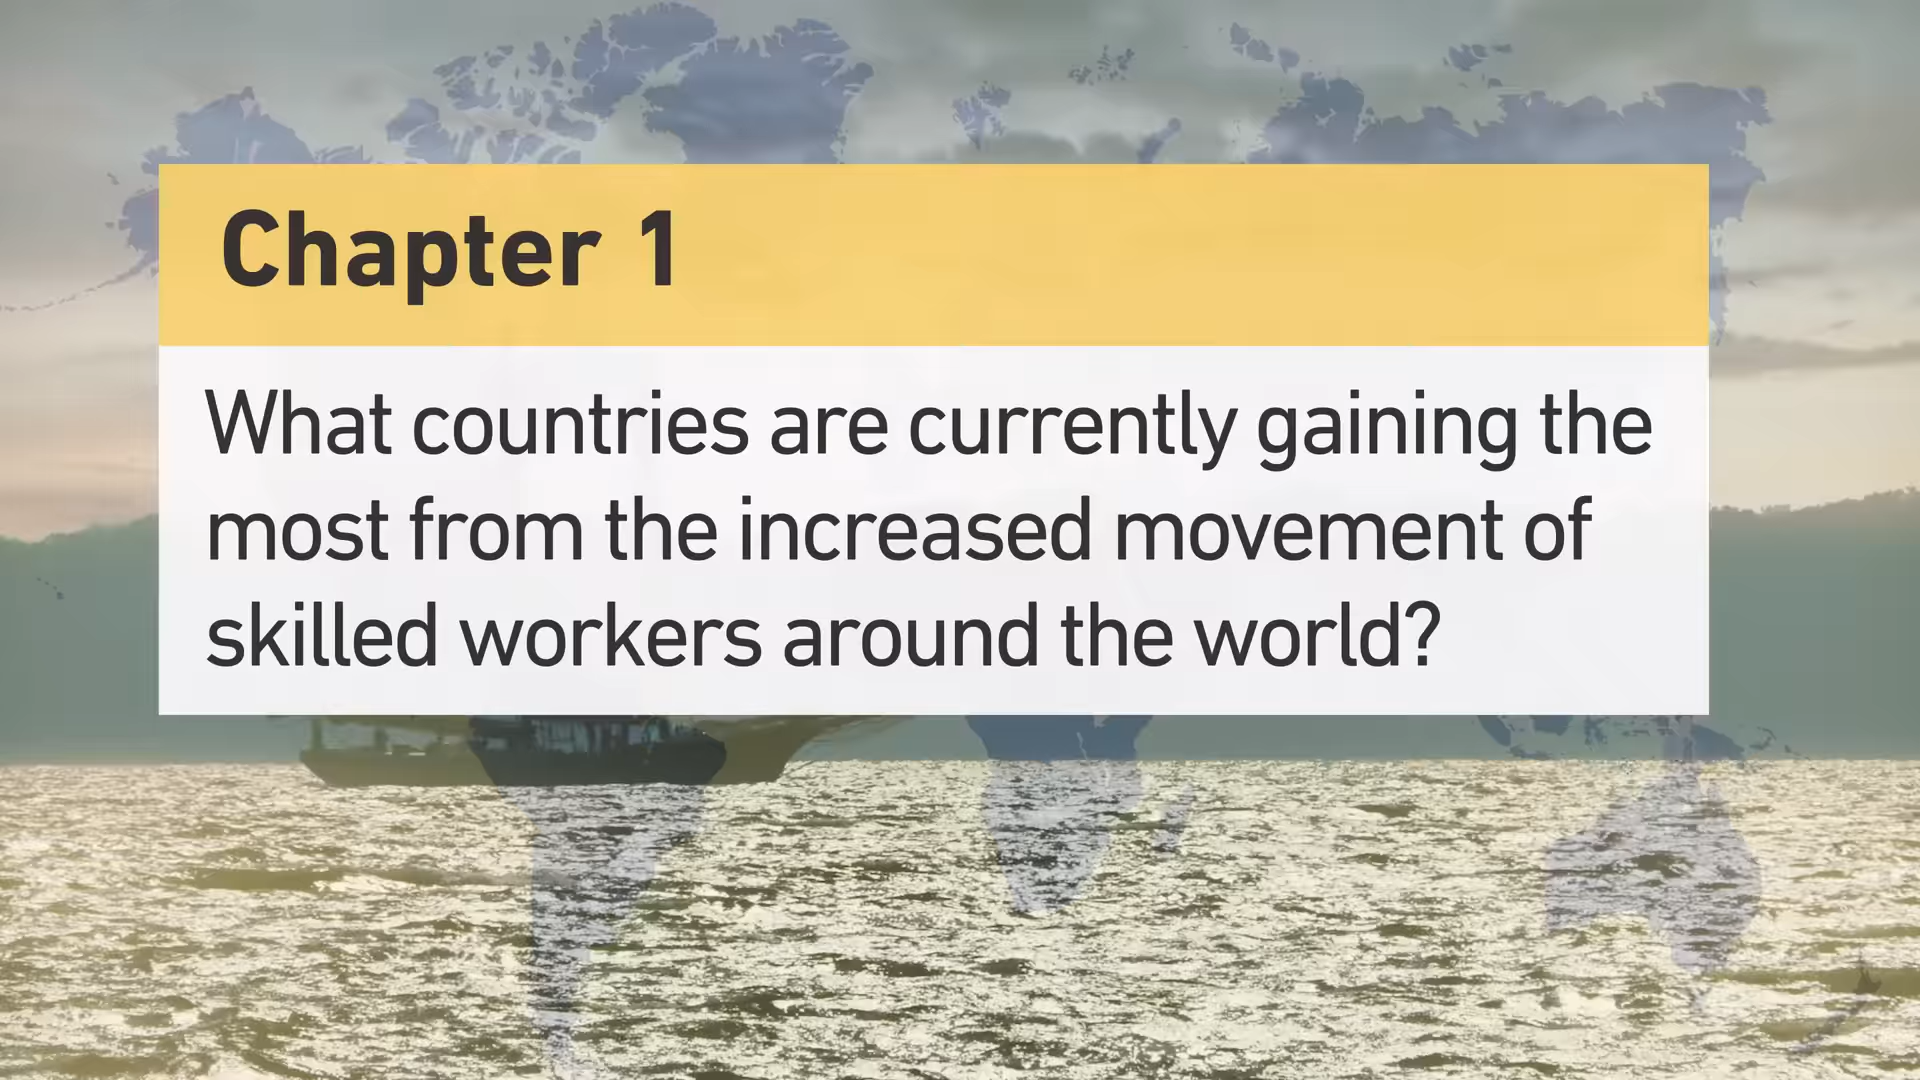 Chapter 1
What countries are currently gaining the
most from the increased movement of
skilled workers around the world?